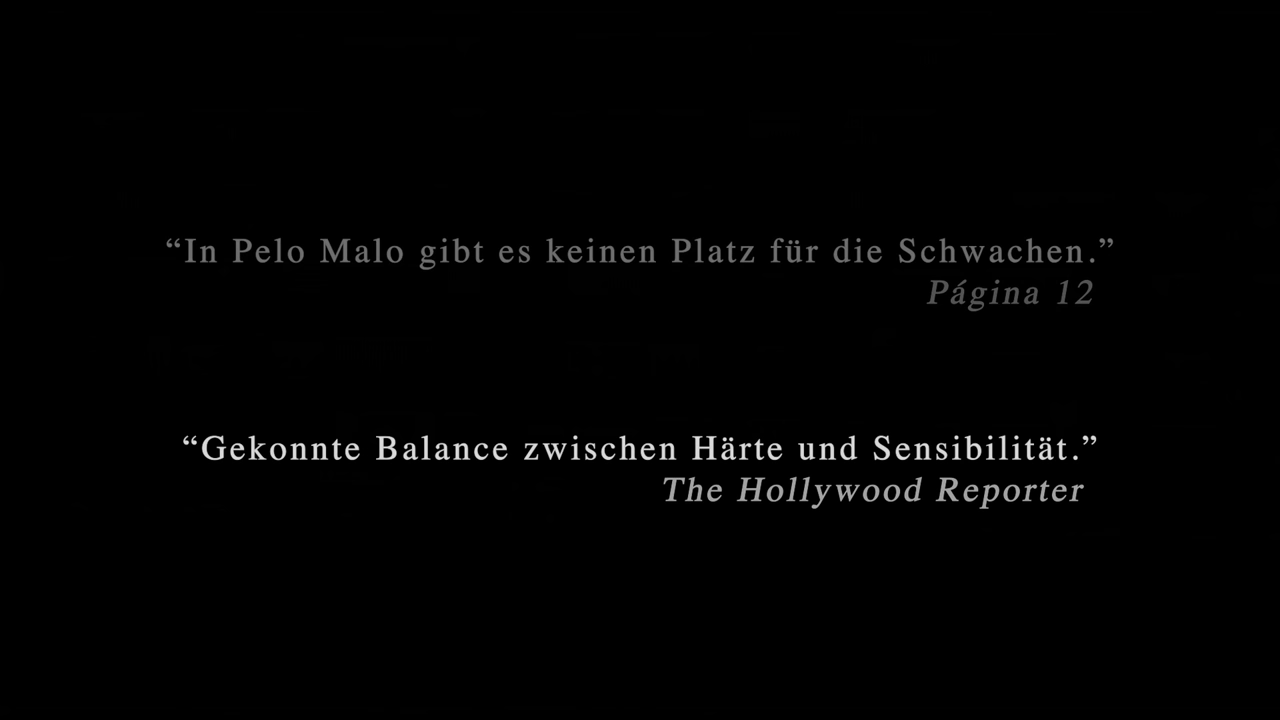 “In Pelo Malo gibt es keinen Platz für die Schwachen.”
Página 12
“Gekonnte Balance zwischen Härte und Sensibilität.”
The Hollywood Reporter